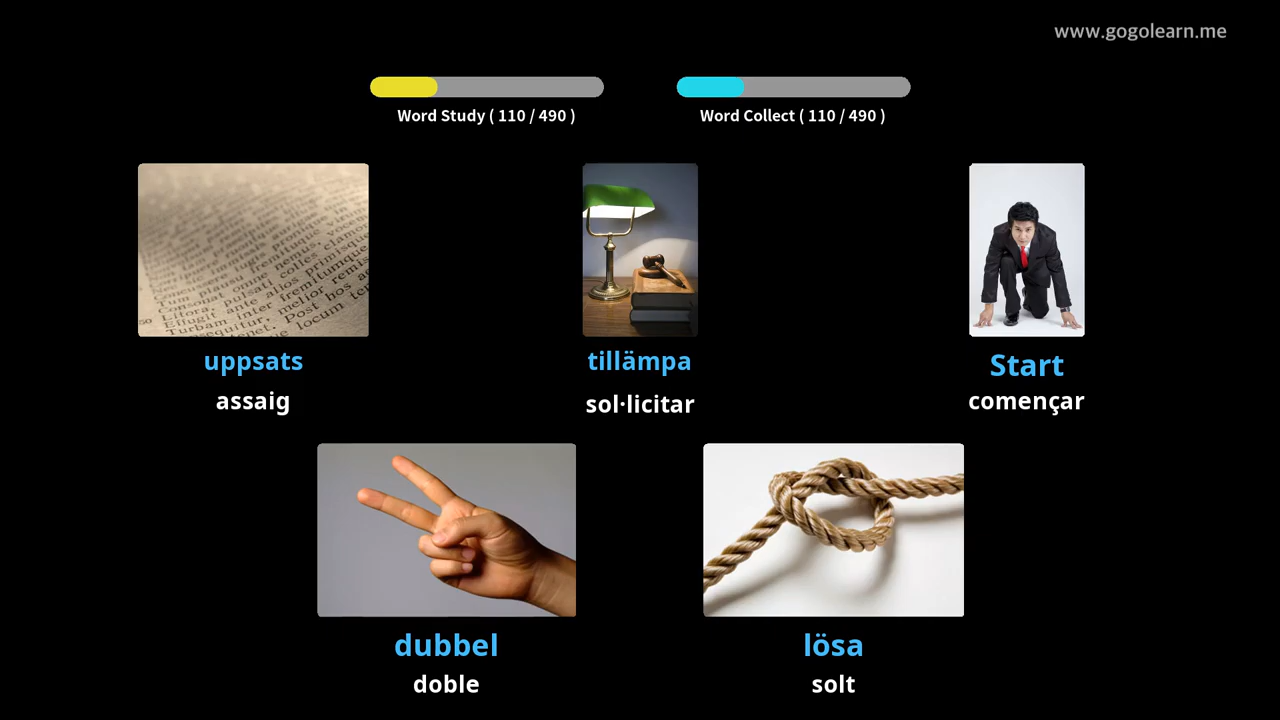 www.gogolearn.me
Word Study ( 110 / 490 )
Word Collect ( 110 / 490 )
uppsats
assaig
tillämpa
sol·licitar
Start
començar
dubbel
doble
lösa
solt